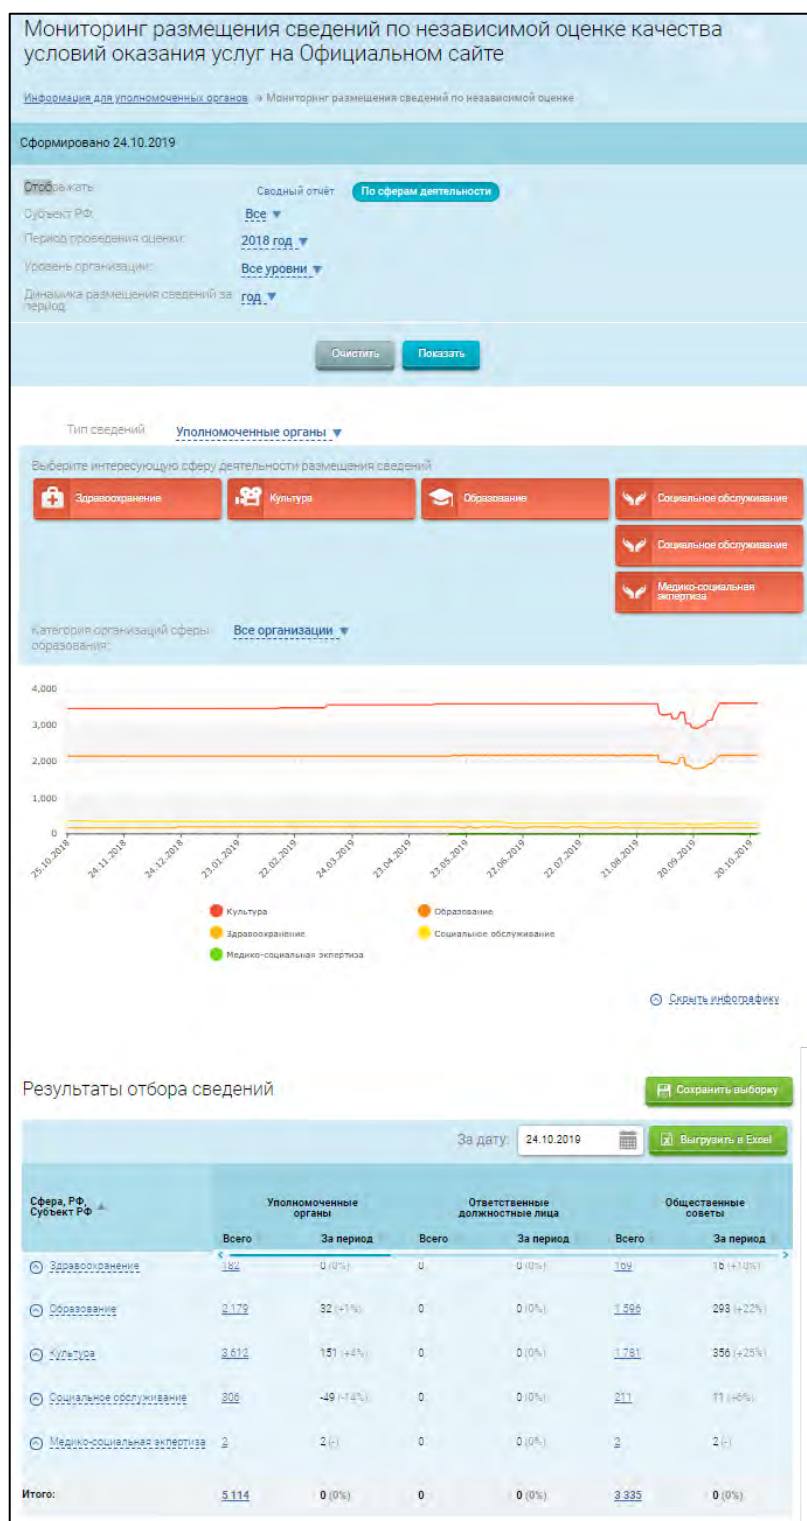 Мониторинг размещения сведений по независимой оценке качества
условий оказания услуг на Официальном сайте
Информация для уполномоченных органов → Мониторинг размещения сведений по независимой оценке
Сформировано 24.10.2019
Отображать Сводный отчёт По сферам деятельности
Субъект РФ: Все
Период проведения оценки: 2018 год
Уровень организации: Все уровни
Динамика размещения сведений за год
период:
Очистить Показать
Тип сведений Уполномоченные органы
Выберите интересующую сферу деятельности размещения сведений
Здравоохранение Культура Образование Социальное обслуживание
Социальное обслуживание
Медико-социальная
экпертиза
Категория организаций сферы Все организации
образования:
4,000
3,000
2,000
1,000
0
25.10.2018 24.11.2018 24.12.2018 23.01.2019 22.02.2019 24.03.2019 23.04.2019 23.05.2019 22.06.2019 22.07.2019 21.08.2019 20.09.2019 20.10.2019
Культура Образование
Здравоохранение Социальное обслуживание
Медико-социальная экпертиза
Скрыть инфографику
Результаты отбора сведений Сохранить выборку
За дату: 24.10.2019 Выгрузить в Excel
Сфера, РФ, Уполномоченные Ответственные Общественные
Субъект РФ органы должностные лица советы
Всего За период Всего За период Всего За период
Здравоохранение 182 0 (0%) 0 0 (0%) 169 16 (+10%)
Образование 2 179 32 (+1%) 0 0 (0%) 1 596 293 (+22%)
Культура 3 612 151 (+4%) 0 0 (0%) 1 781 356 (+25%)
Социальное обслуживание 306 -49 (-14%) 0 0 (0%) 211 11 (+6%)
Медико-социальная экпертиза 2 2 (-) 0 0 (0%) 2 2 (-)
Итого: 5 114 0 (0%) 0 0 (0%) 3 335 0 (0%)